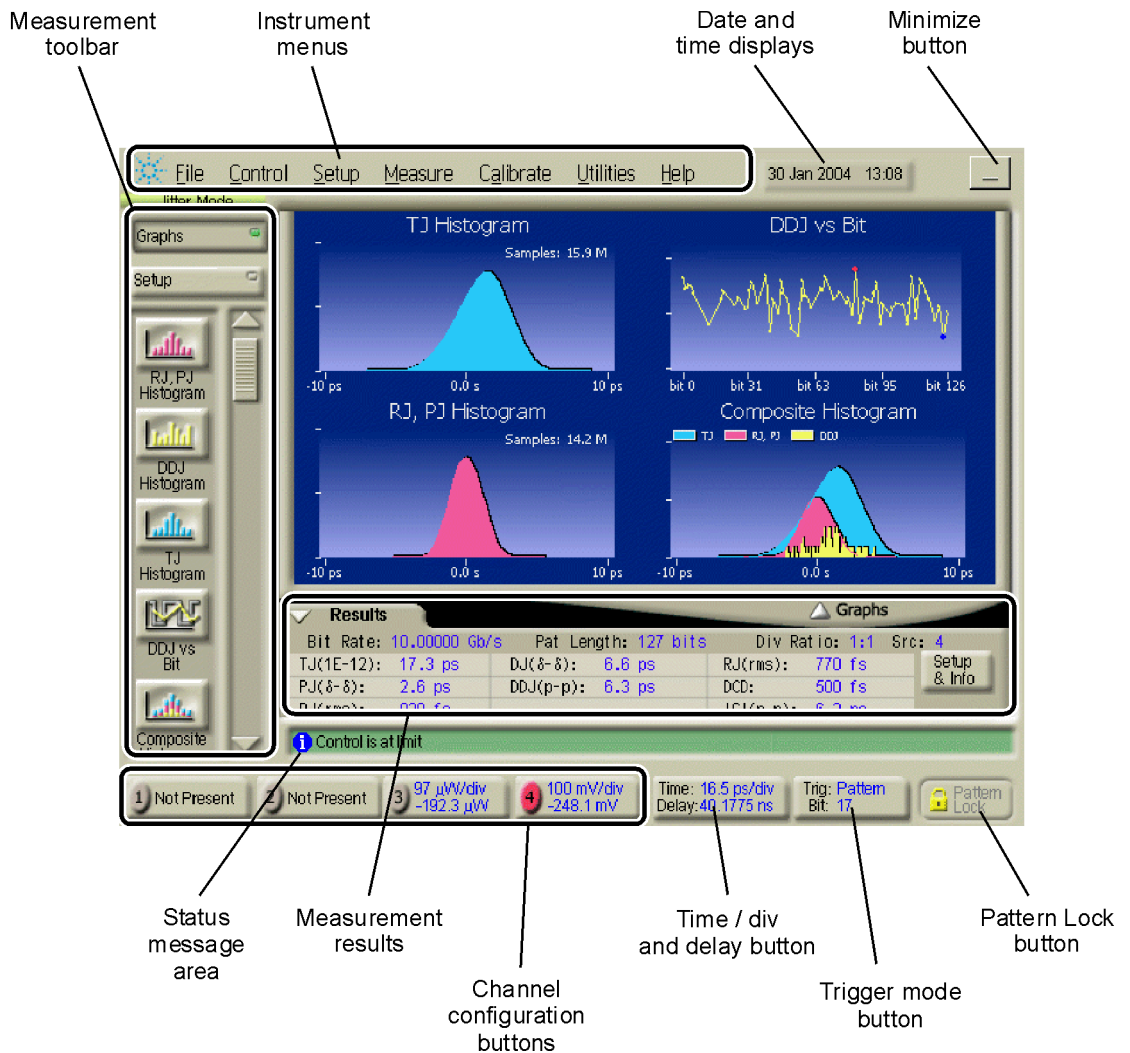 Measurement
toolbar
Instrument
menus
Date and
time displays
Minimize
button
File Control Setup Measure Calibrate Utilities Help
30 Jan 2004 13:08
Jitter Mode
Graphs
Setup
RJ, PJ
Histogram
DDJ
Histogram
TJ
Histogram
DDJ vs
Bit
Composite
TJ Histogram
Samples: 15.9 M
-10 ps 0.0 s 10 ps
DDJ vs Bit
bit 0 bit 31 bit 63 bit 95 bit 126
RJ, PJ Histogram
Samples: 14.2 M
-10 ps 0.0 s 10 ps
Composite Histogram
TJ RJ, PJ DDJ
-10 ps 0.0 s 10 ps
Results
Graphs
Bit Rate: 10.00000 Gb/s Pat Length: 127 bits Div Ratio: 1:1 Src: 4
TJ(1E-12): 17.3 ps DJ(δ-δ): 6.6 ps RJ(rms): 770 fs
PJ(δ-δ): 2.6 ps DDJ(p-p): 6.3 ps DCD: 500 fs
Setup
& Info
Control is at limit
1 Not Present
2 Not Present
3 97 µW/div
-192.3 µW
4 100 mV/div
-248.1 mV
Time: 16.5 ps/div
Delay:40.1775 ns
Trig: Pattern
Bit: 17
Pattern
Lock
Status
message
area
Measurement
results
Channel
configuration
buttons
Time / div
and delay button
Trigger mode
button
Pattern Lock
button